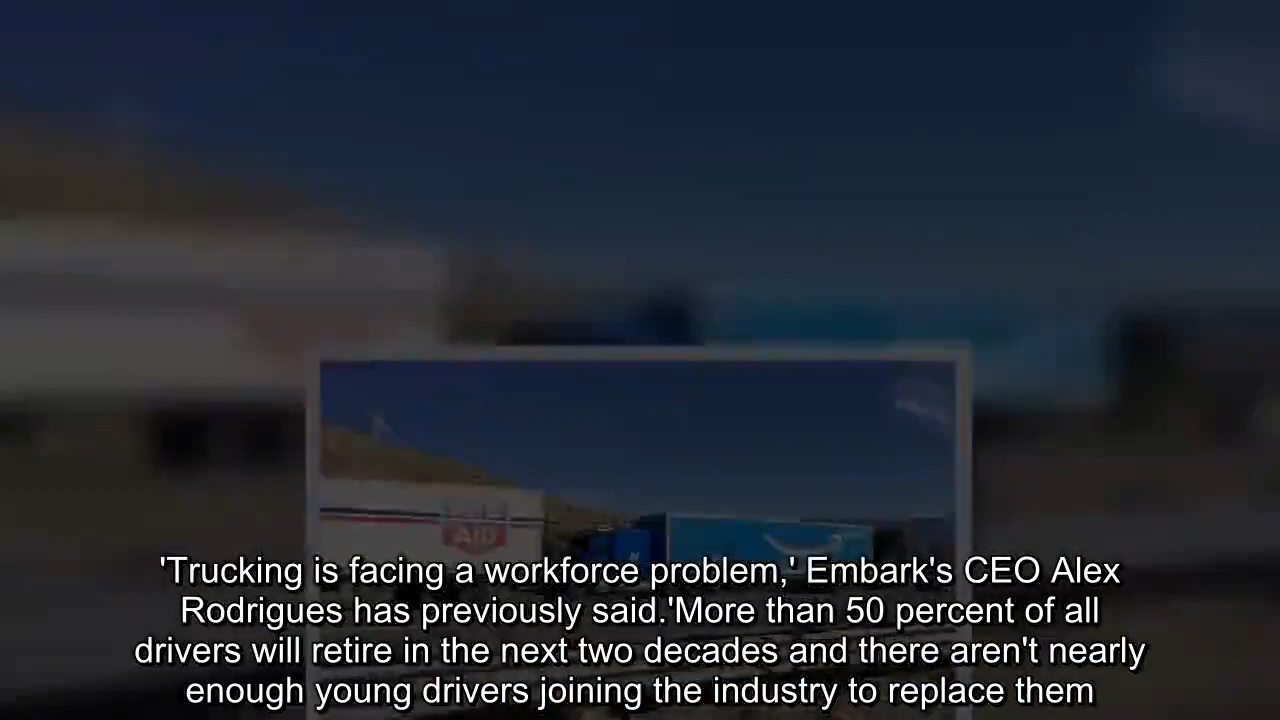 AID
'Trucking is facing a workforce problem,' Embark's CEO Alex
Rodrigues has previously said.'More than 50 percent of all
drivers will retire in the next two decades and there aren't nearly
enough young drivers joining the industry to replace them